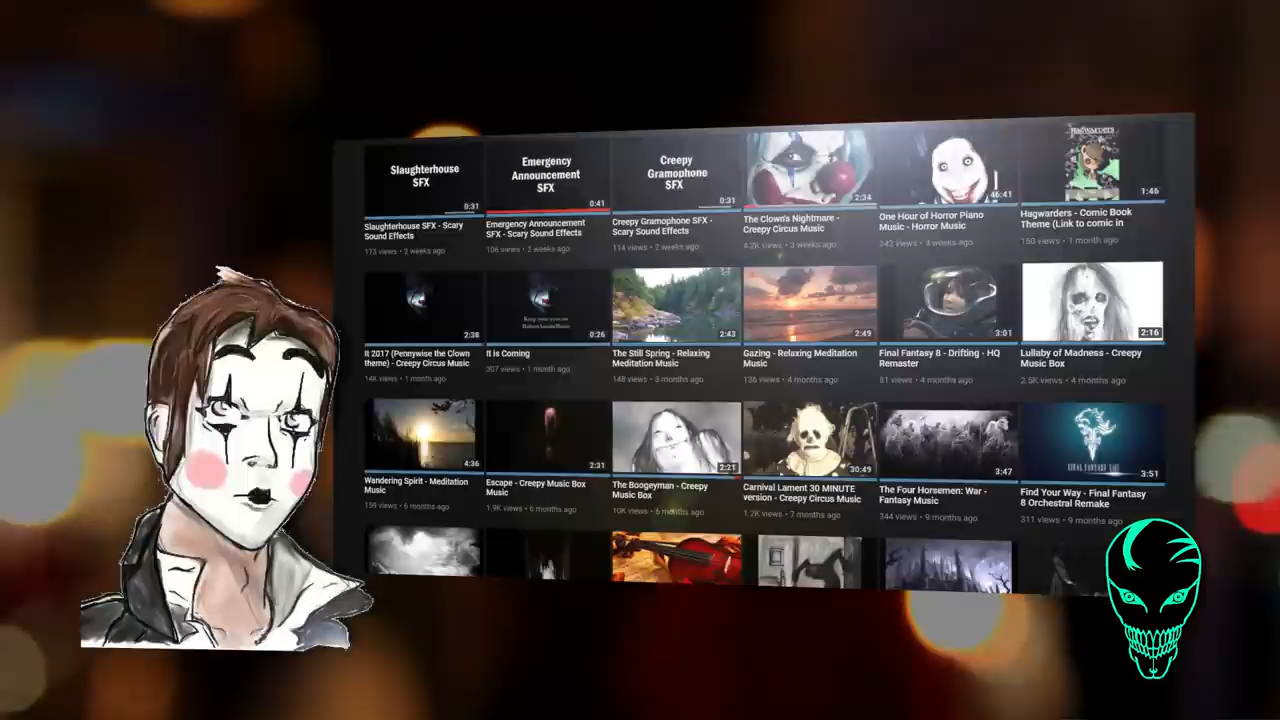 Slaughterhouse
SFX
0:31
Emergency
Announcement
SFX
0:41
Creepy
Gramophone
SFX
0:31
2:34
46:41
1:46
Slaughterhouse SFX - Scary
Sound Effects
173 views • 2 weeks ago
Emergency Announcement
SFX - Scary Sound Effects
106 views • 2 weeks ago
Creepy Gramophone SFX -
Scary Sound Effects
114 views • 2 weeks ago
The Clown's Nightmare -
Creepy Circus Music
4.2K views • 3 weeks ago
One Hour of Horror Piano
Music - Horror Music
242 views • 4 weeks ago
Hagwarders - Comic Book
Theme (Link to comic in
150 views • 1 month ago
2:38
0:26
2:43
2:49
3:01
2:16
It 2017 (Pennywise the Clown
theme) - Creepy Circus Music
14K views • 1 month ago
It is Coming
307 views • 1 month ago
The Still Spring - Relaxing
Meditation Music
148 views • 3 months ago
Gazing - Relaxing Meditation
Music
136 views • 4 months ago
Final Fantasy 8 - Drifting - HQ
Remaster
81 views • 4 months ago
Lullaby of Madness - Creepy
Music Box
2.5K views • 4 months ago
4:36
2:31
2:21
30:49
3:47
FINAL FANTASY VIII
3:51
Wandering Spirit - Meditation
Music
159 views • 6 months ago
Escape - Creepy Music Box
Music
1.9K views • 6 months ago
The Boogeyman - Creepy
Music Box
10K views • 6 months ago
Carnival Lament 30 MINUTE
version - Creepy Circus Music
1.2K views • 7 months ago
The Four Horsemen: War -
Fantasy Music
344 views • 9 months ago
Find Your Way - Final Fantasy
8 Orchestral Remake
311 views • 9 months ago